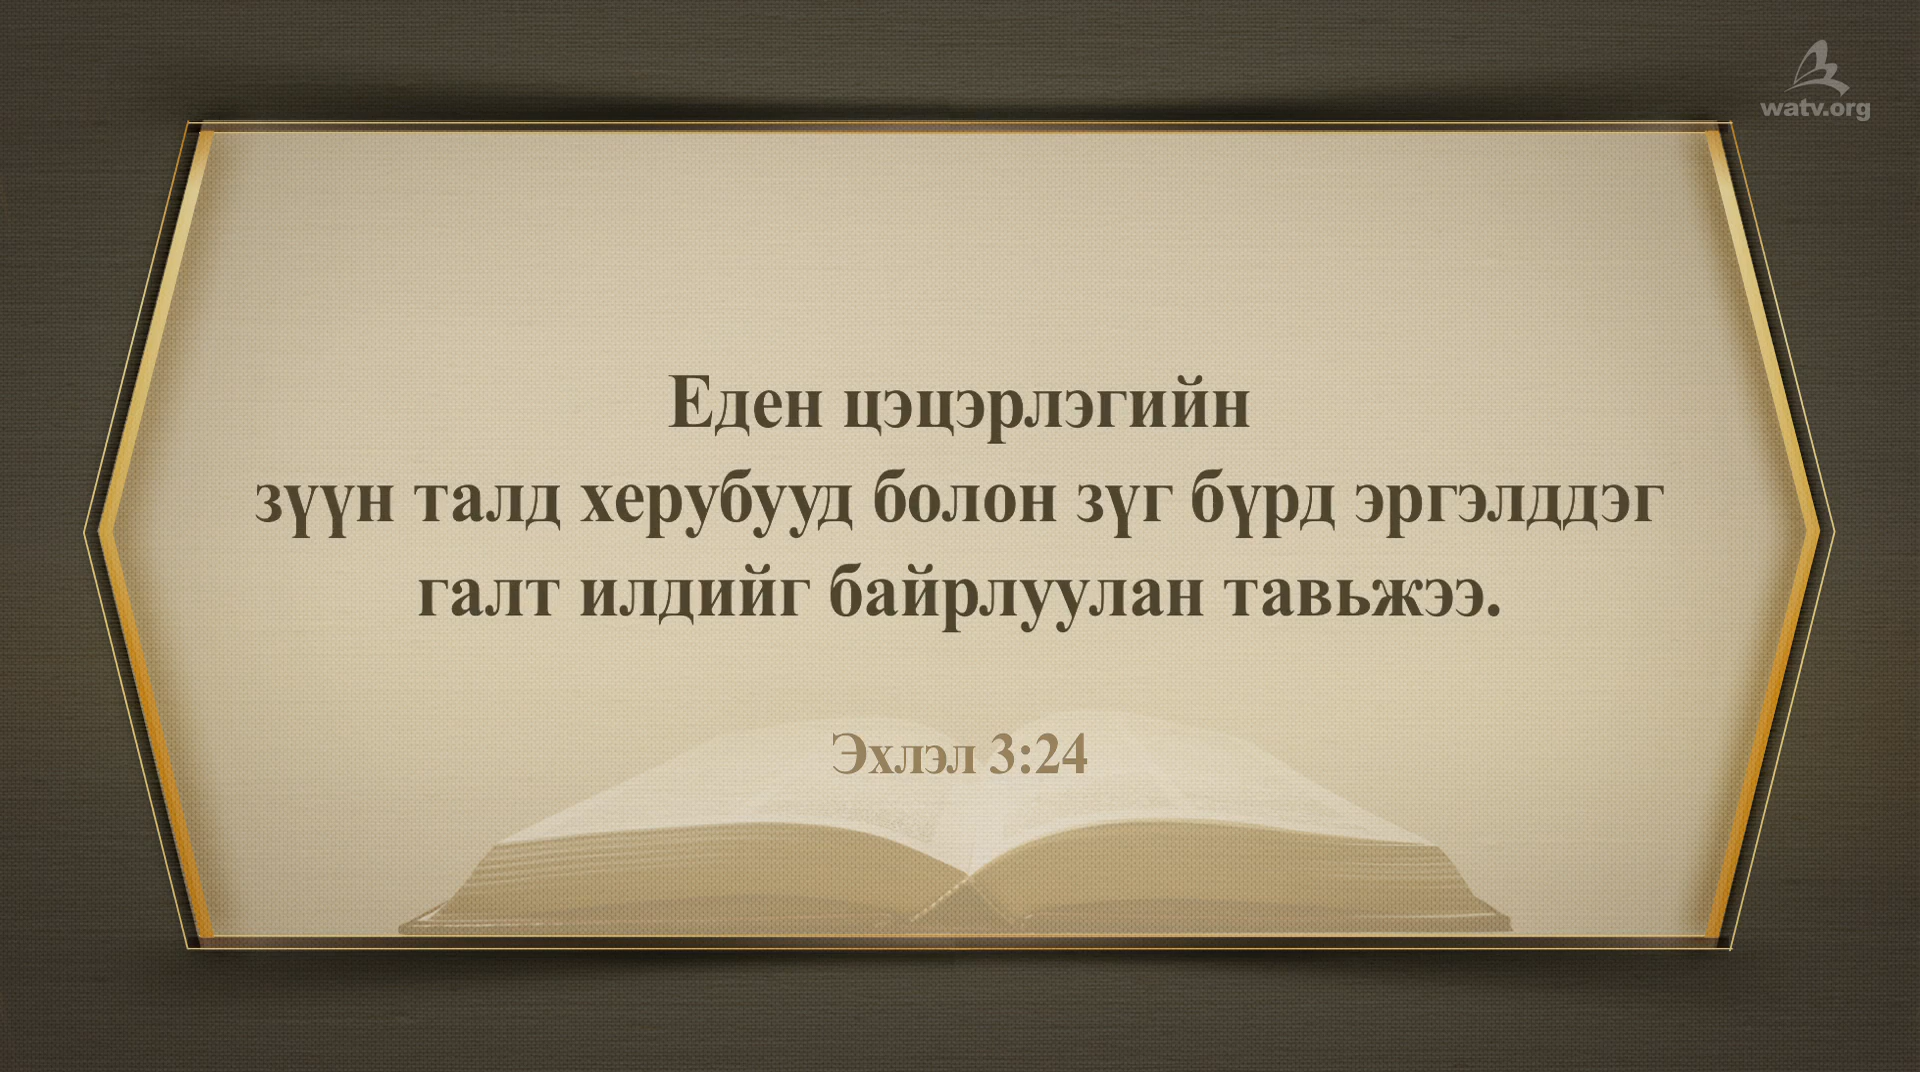 watv.org
Еден цэцэрлэгийн
зүүн талд херубууд болон зүг бүрд эргэлддэг
галт илдийг байрлуулан тавьжээ.
Эхлэл 3:24